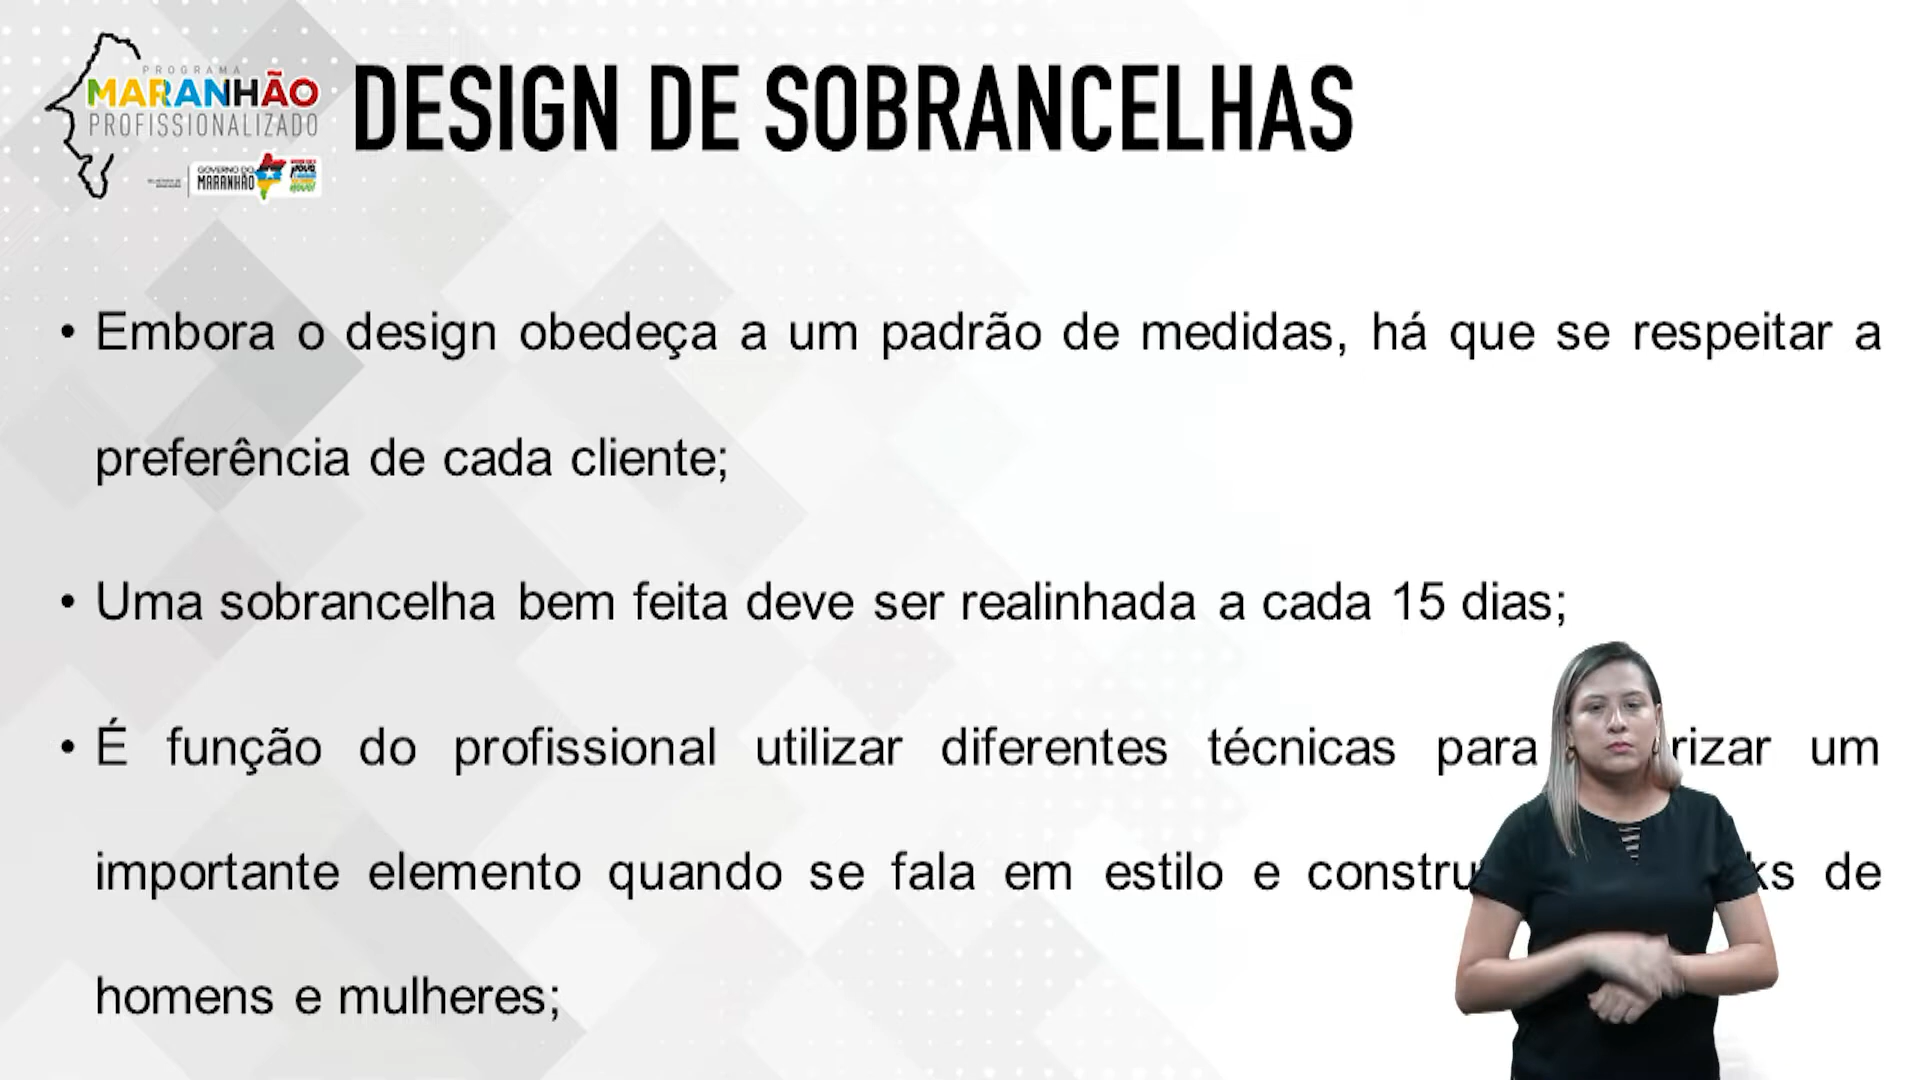 PROGRAMA
MARANHÃO
PROFISSIONALIZADO
GOVERNO DO
MARANHÃO
DESIGN DE SOBRANCELHAS
• Embora o design obedeça a um padrão de medidas, há que se respeitar a
preferência de cada cliente;
• Uma sobrancelha bem feita deve ser realinhada a cada 15 dias;
• É função do profissional utilizar diferentes técnicas para um
importante elemento quando se fala em estilo e de
homens e mulheres;